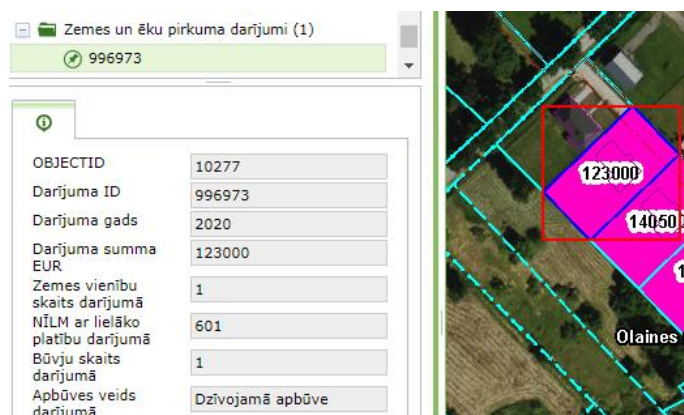 Zemes un ēku pirkuma darījumi (1)
996973
OBJECTID
10277
Darījuma ID
996973
Darījuma gads
2020
Darījuma summa
EUR
123000
Zemes vienību
skaits darījumā
1
NĪLM ar lielāko
platību darījumā
601
Būvju skaits
darījumā
1
Apbūves veids
darījumā
Dzīvojamā apbūve
123000
14050
1
Olaines